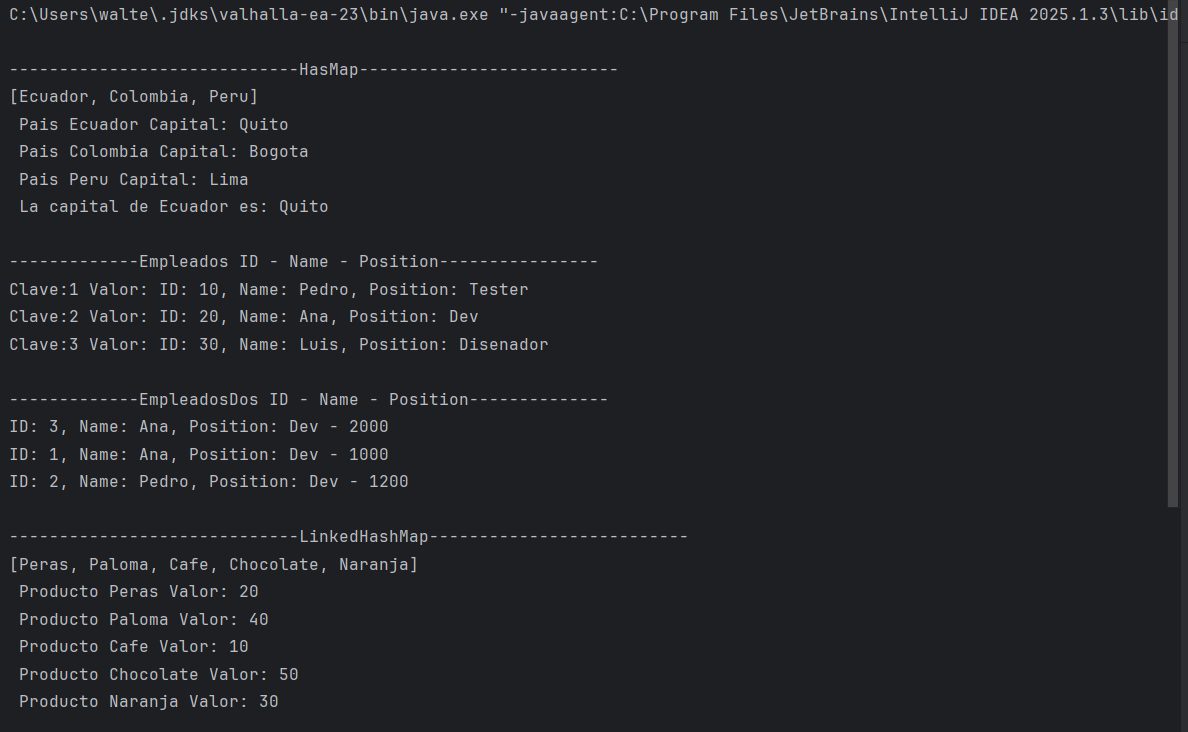 C:\Users\walte\.jdks\valhalla-ea-23\bin\java.exe "-javaagent:C:\Program Files\JetBrains\IntelliJ IDEA 2025.1.3\lib\id
-----------------------------HasMap--------------------------
[Ecuador, Colombia, Peru]
 Pais Ecuador Capital: Quito
 Pais Colombia Capital: Bogota
 Pais Peru Capital: Lima
 La capital de Ecuador es: Quito
-------------Empleados ID - Name - Position----------------
Clave:1 Valor: ID: 10, Name: Pedro, Position: Tester
Clave:2 Valor: ID: 20, Name: Ana, Position: Dev
Clave:3 Valor: ID: 30, Name: Luis, Position: Disenador
-------------EmpleadosDos ID - Name - Position--------------
ID: 3, Name: Ana, Position: Dev - 2000
ID: 1, Name: Ana, Position: Dev - 1000
ID: 2, Name: Pedro, Position: Dev - 1200
-----------------------------LinkedHashMap--------------------------
[Peras, Paloma, Cafe, Chocolate, Naranja]
 Producto Peras Valor: 20
 Producto Paloma Valor: 40
 Producto Cafe Valor: 10
 Producto Chocolate Valor: 50
 Producto Naranja Valor: 30